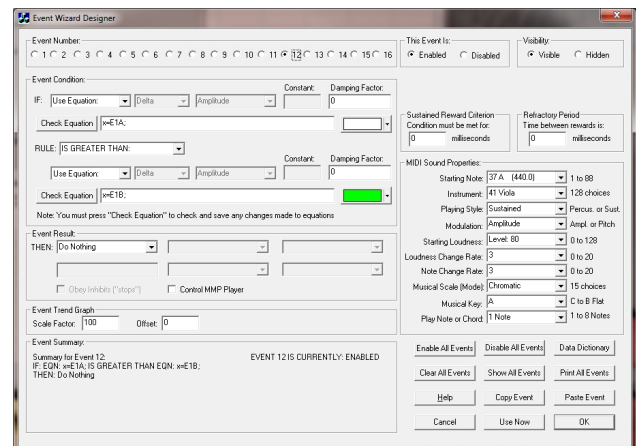 Event Wizard Designer
Event Number:
1 2 3 4 5 6 7 8 9 10 11 12 13 14 15 16
This Event Is:
Enabled Disabled
Visibility:
Visible Hidden
Event Condition:
Constant: Damping Factor:
IF: Use Equation: Delta Amplitude 0
Check Equation x=E1A;
RULE: IS GREATER THAN:
Constant: Damping Factor:
Use Equation: Delta Amplitude 0
Check Equation x=E1B;
Note: You must press "Check Equation" to check and save any changes made to equations
Sustained Reward Criterion
Condition must be met for:
0 milliseconds
Refractory Period
Time between rewards is:
0 milliseconds
MIDI Sound Properties:
Starting Note: 37 A (440.0) 1 to 88
Instrument: 41 Viola 128 choices
Playing Style: Sustained Percus. or Sust.
Modulation: Amplitude Ampl. or Pitch
Starting Loudness: Level: 80 0 to 128
Loudness Change Rate: 3 0 to 20
Note Change Rate: 3 0 to 20
Musical Scale (Mode): Chromatic 15 choices
Musical Key: A C to B Flat
Play Note or Chord: 1 Note 1 to 8 Notes
Event Result:
THEN: Do Nothing
Obey Inhibits ("stops") Control MMP Player
Event Trend Graph
Scale Factor: 100 Offset: 0
Event Summary:
Summary for Event 12: EVENT 12 IS CURRENTLY: ENABLED
IF: EQN: x=E1A; IS GREATER THAN EQN: x=E1B;
THEN: Do Nothing
Enable All Events Disable All Events Data Dictionary
Clear All Events Show All Events Print All Events
Help Copy Event Paste Event
Cancel Use Now OK